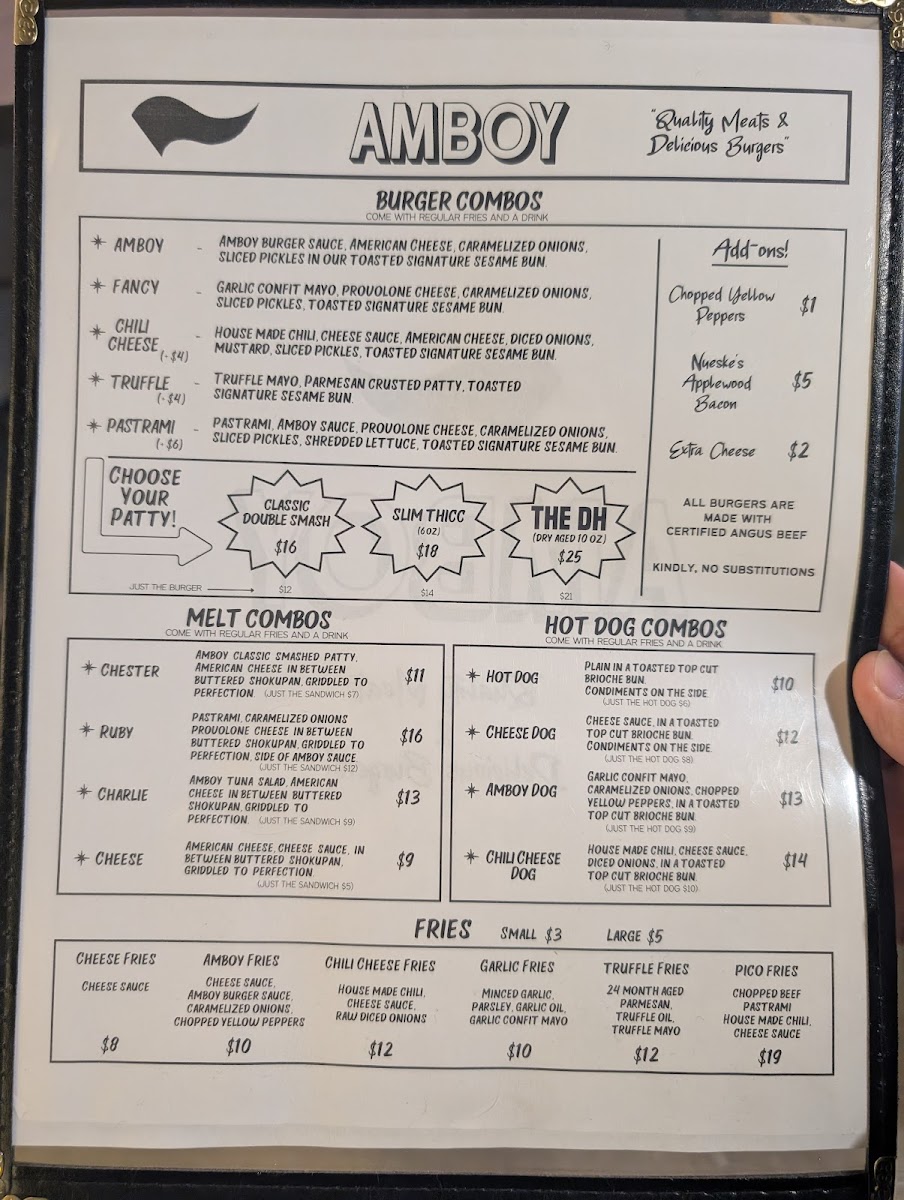 AMBOY
"Quality Meats &
Delicious Burgers"
BURGER COMBOS
COME WITH REGULAR FRIES AND A DRINK
AMBOY - AMBOY BURGER SAUCE, AMERICAN CHEESE, CARAMELIZED ONIONS,
SLICED PICKLES IN OUR TOASTED SIGNATURE SESAME BUN.
FANCY - GARLIC CONFIT MAYO, PROVOLONE CHEESE, CARAMELIZED ONIONS,
SLICED PICKLES, TOASTED SIGNATURE SESAME BUN.
CHILI
CHEESE (+ $4) - HOUSE MADE CHILI, CHEESE SAUCE, AMERICAN CHEESE, DICED ONIONS,
MUSTARD, SLICED PICKLES, TOASTED SIGNATURE SESAME BUN.
TRUFFLE - TRUFFLE MAYO, PARMESAN CRUSTED PATTY, TOASTED
(+ $4) SIGNATURE SESAME BUN.
PASTRAMI - PASTRAMI, AMBOY SAUCE, PROVOLONE CHEESE, CARAMELIZED ONIONS,
(+ $6) SLICED PICKLES, SHREDDED LETTUCE, TOASTED SIGNATURE SESAME BUN.
CHOOSE
YOUR
PATTY!
CLASSIC
DOUBLE SMASH
$16
SLIM THICC
(6 OZ)
$18
THE DH
(DRY AGED 10 OZ)
$25
JUST THE BURGER $12 $14 $21
Add-ons!
Chopped Yellow
Peppers $1
Nueske's
Applewood
Bacon $5
Extra Cheese $2
ALL BURGERS ARE
MADE WITH
CERTIFIED ANGUS BEEF
KINDLY, NO SUBSTITUTIONS
MELT COMBOS
COME WITH REGULAR FRIES AND A DRINK
CHESTER AMBOY CLASSIC SMASHED PATTY,
AMERICAN CHEESE IN BETWEEN
BUTTERED SHOKUPAN, GRIDDLED TO
PERFECTION. (JUST THE SANDWICH $7) $11
RUBY PASTRAMI, CARAMELIZED ONIONS
PROVOLONE CHEESE IN BETWEEN
BUTTERED SHOKUPAN, GRIDDLED TO
PERFECTION, SIDE OF AMBOY SAUCE.
(JUST THE SANDWICH $12) $16
CHARLIE AMBOY TUNA SALAD, AMERICAN
CHEESE IN BETWEEN BUTTERED
SHOKUPAN, GRIDDLED TO
PERFECTION. (JUST THE SANDWICH $9) $13
CHEESE AMERICAN CHEESE, CHEESE SAUCE, IN
BETWEEN BUTTERED SHOKUPAN,
GRIDDLED TO PERFECTION.
(JUST THE SANDWICH $5) $9
HOT DOG COMBOS
COME WITH REGULAR FRIES AND A DRINK
HOT DOG PLAIN IN A TOASTED TOP CUT
BRIOCHE BUN.
CONDIMENTS ON THE SIDE.
(JUST THE HOT DOG $6) $10
CHEESE DOG CHEESE SAUCE, IN A TOASTED
TOP CUT BRIOCHE BUN.
CONDIMENTS ON THE SIDE.
(JUST THE HOT DOG $8) $12
AMBOY DOG GARLIC CONFIT MAYO,
CARAMELIZED ONIONS, CHOPPED
YELLOW PEPPERS, IN A TOASTED
TOP CUT BRIOCHE BUN.
(JUST THE HOT DOG $9) $13
CHILI CHEESE
DOG HOUSE MADE CHILI, CHEESE SAUCE,
DICED ONIONS, IN A TOASTED
TOP CUT BRIOCHE BUN.
(JUST THE HOT DOG $10) $14
FRIES SMALL $3 LARGE $5
CHEESE FRIES
CHEESE SAUCE
$8
AMBOY FRIES
CHEESE SAUCE,
AMBOY BURGER SAUCE,
CARAMELIZED ONIONS,
CHOPPED YELLOW PEPPERS
$10
CHILI CHEESE FRIES
HOUSE MADE CHILI,
CHEESE SAUCE,
RAW DICED ONIONS
$12
GARLIC FRIES
MINCED GARLIC,
PARSLEY, GARLIC OIL,
GARLIC CONFIT MAYO
$10
TRUFFLE FRIES
24 MONTH AGED
PARMESAN,
TRUFFLE OIL,
TRUFFLE MAYO
$12
PICO FRIES
CHOPPED BEEF
PASTRAMI
HOUSE MADE CHILI,
CHEESE SAUCE
$19